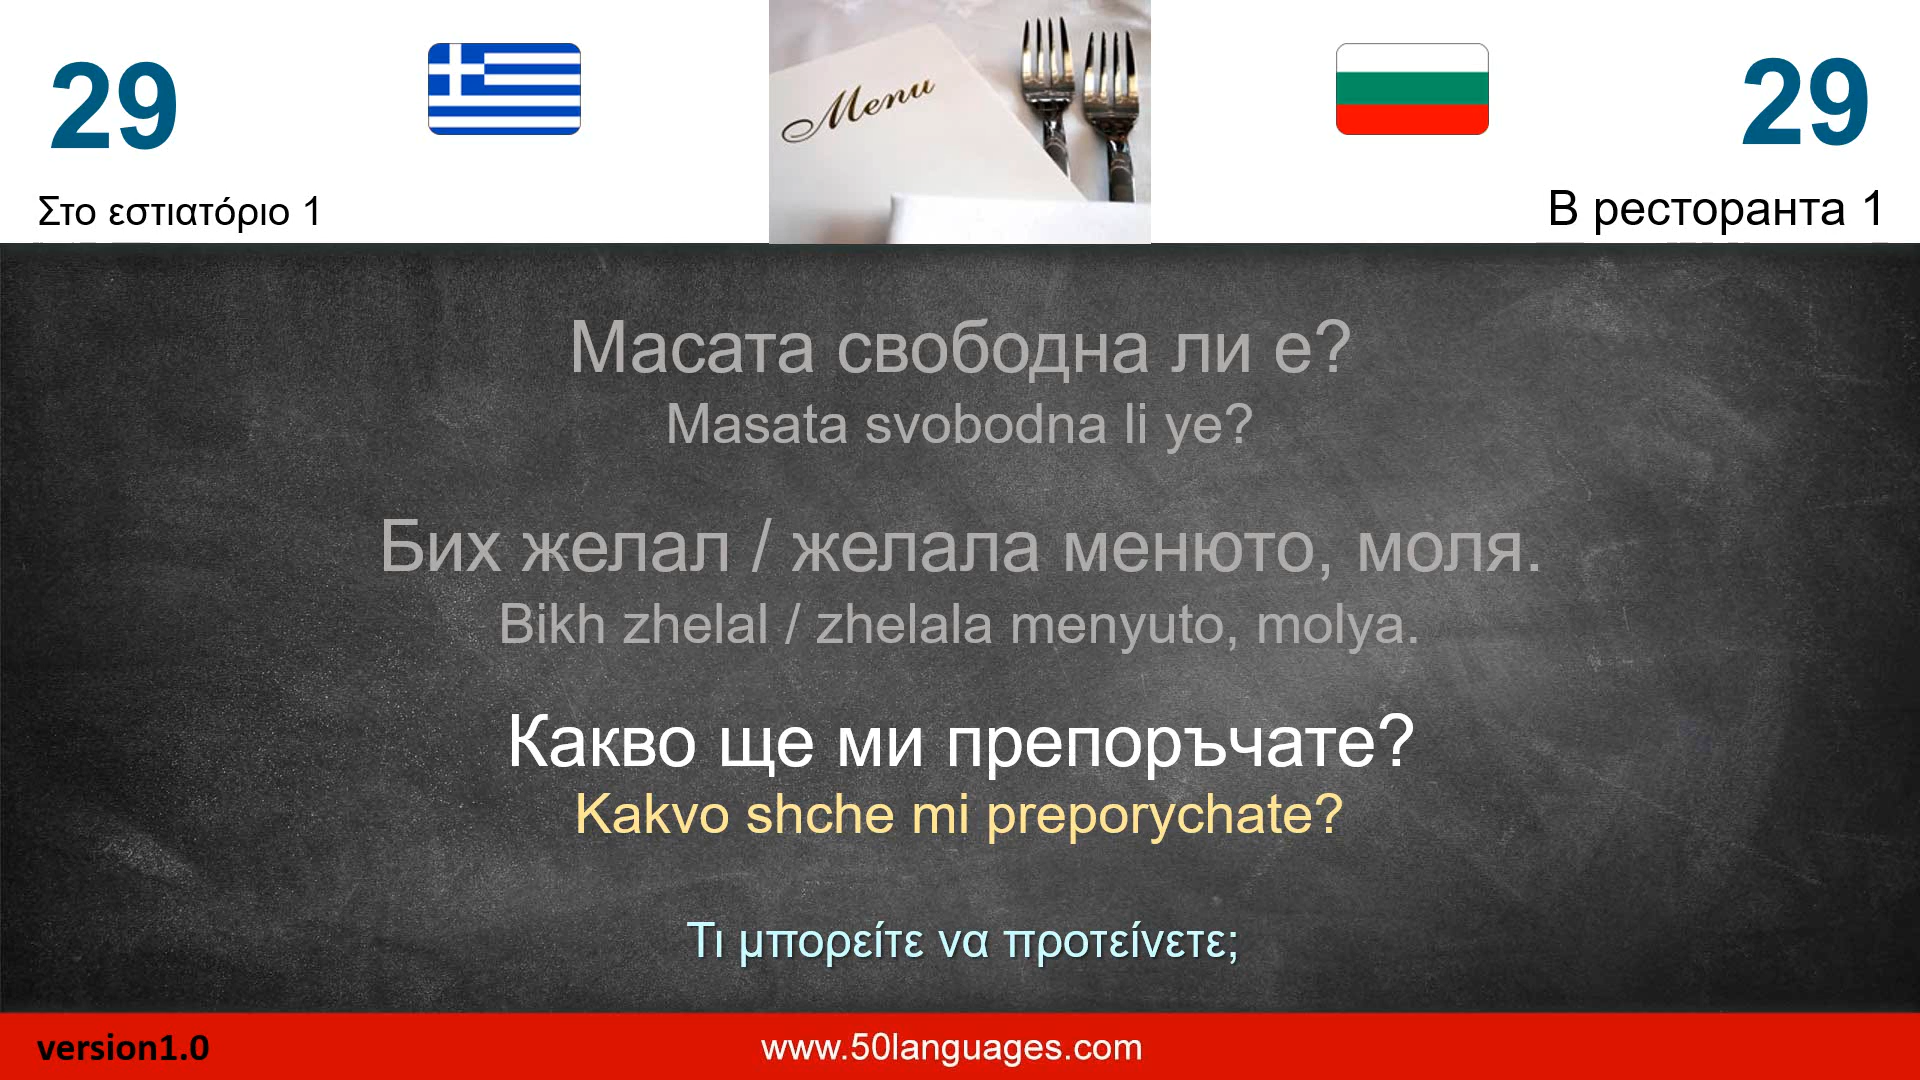 29
29
Menu
Στο εστιατόριο 1
В ресторанта 1
Масата свободна ли е?
Masata svobodna li ye?
Бих желал / желала менюто, моля.
Bikh zhelal / zhelala menyuto, molya.
Какво ще ми препоръчате?
Kakvo shche mi preporychate?
Τι μπορείτε να προτείνετε;
version1.0
www.50languages.com